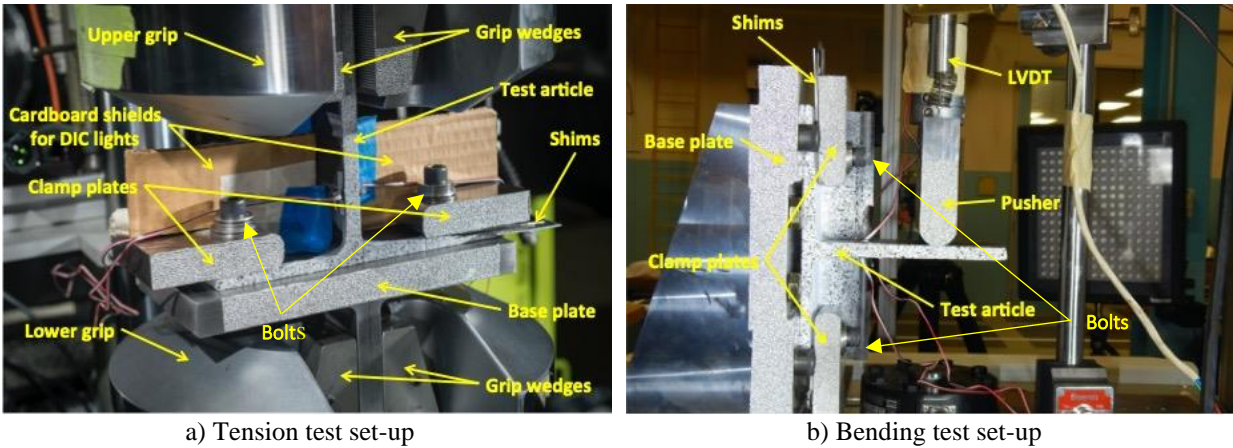 Upper grip
Grip wedges
Test article
Cardboard shields
for DIC lights
Shims
Clamp plates
Base plate
Lower grip
Bolts
Grip wedges
Shims
LVDT
Base plate
Pusher
Clamp plates
Test article
Bolts
a) Tension test set-up
b) Bending test set-up